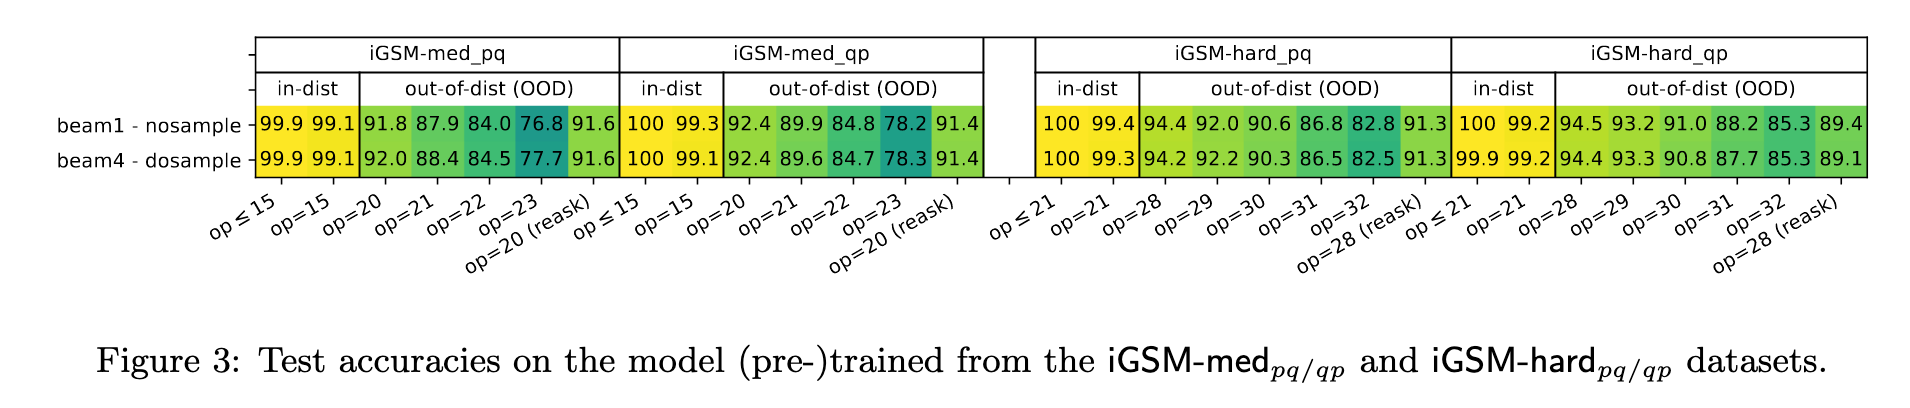 iGSM-med_pq iGSM-med_qp iGSM-hard_pq iGSM-hard_qp
in-dist out-of-dist (OOD) in-dist out-of-dist (OOD) in-dist out-of-dist (OOD) in-dist out-of-dist (OOD)
beam1 - nosample 99.9 99.1 91.8 87.9 84.0 76.8 91.6 100 99.3 92.4 89.9 84.8 78.2 91.4 100 99.4 94.4 92.0 90.6 86.8 82.8 91.3 100 99.2 94.5 93.2 91.0 88.2 85.3 89.4
beam4 - dosample 99.9 99.1 92.0 88.4 84.5 77.7 91.6 100 99.1 92.4 89.6 84.7 78.3 91.4 100 99.3 94.2 92.2 90.3 86.5 82.5 91.3 99.9 99.2 94.4 93.3 90.8 87.7 85.3 89.1
op ≤ 15 op=15 op=20 op=21 op=22 op=23 op=20 (reask) op ≤ 15 op=15 op=20 op=21 op=22 op=23 op=20 (reask) op ≤ 21 op=21 op=28 op=29 op=30 op=31 op=32 op=28 (reask) op ≤ 21 op=21 op=28 op=29 op=30 op=31 op=32 op=28 (reask)
Figure 3: Test accuracies on the model (pre-)trained from the iGSM-med_{pq/qp} and iGSM-hard_{pq/qp} datasets.